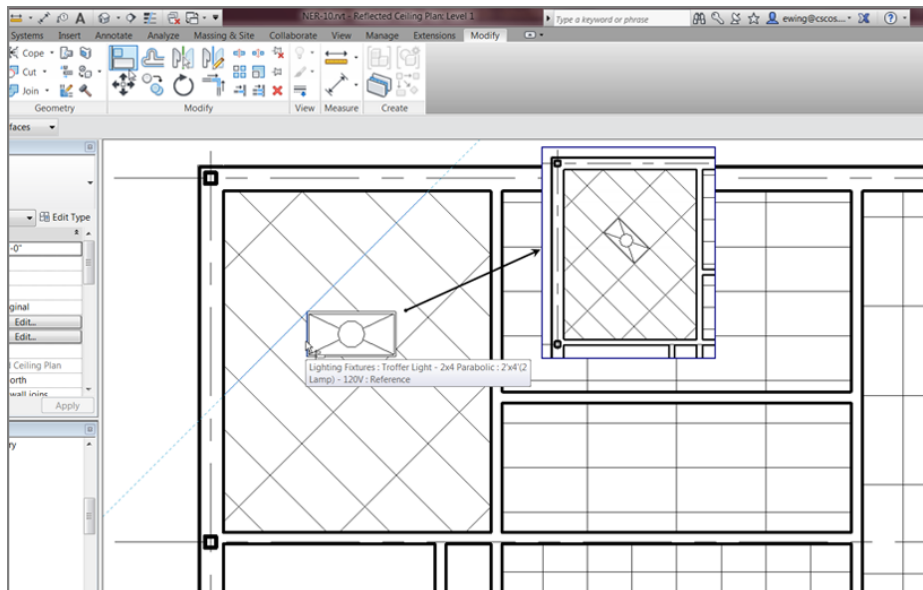 NER-10.rvt - Reflected Ceiling Plan: Level 1
Type a keyword or phrase
ewing@cscos...
Systems Insert Annotate Analyze Massing & Site Collaborate View Manage Extensions Modify
Cope
Cut
Join
Geometry Modify View Measure Create
faces
Edit Type
-0"
ginal
Edit...
Edit...
d Ceiling Plan
orth
wall joins
Apply
ry
Lighting Fixtures : Troffer Light - 2x4 Parabolic : 2'x4'(2
Lamp) - 120V : Reference